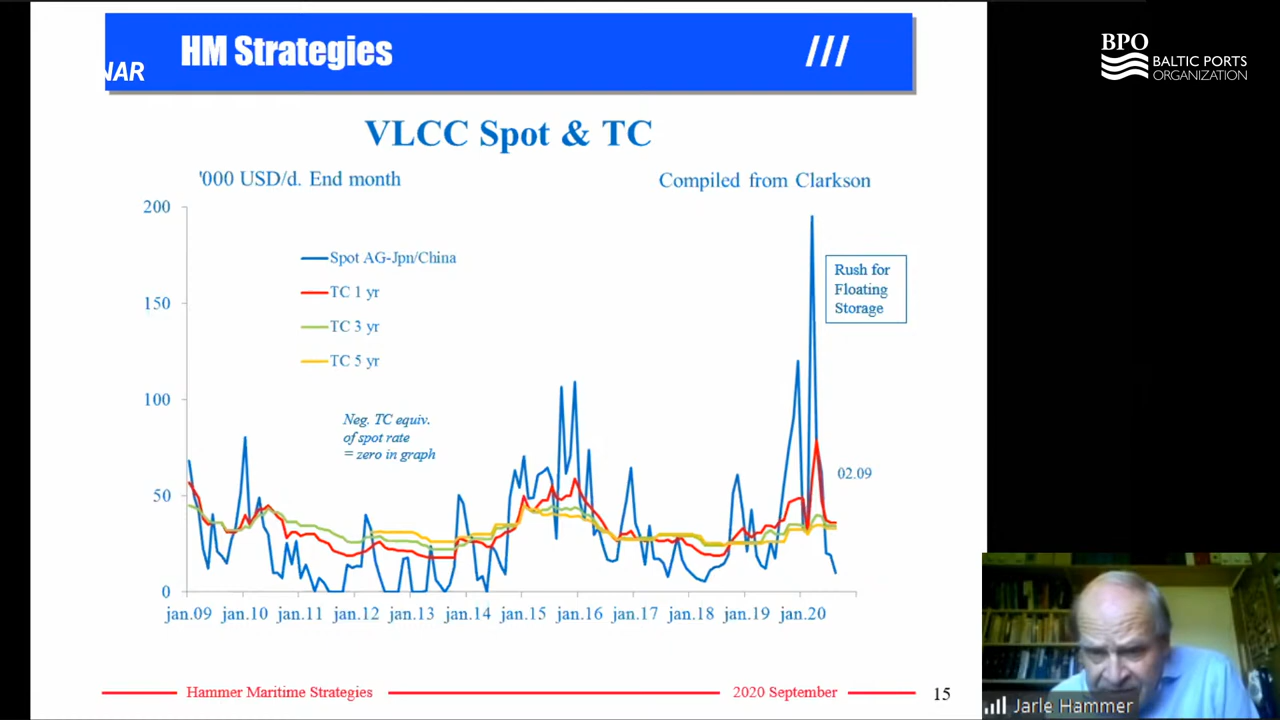 HM Strategies
NAR
BPO
BALTIC PORTS
ORGANIZATION
VLCC Spot & TC
'000 USD/d. End month
Compiled from Clarkson
200
150
100
50
0
Spot AG-Jpn/China
TC 1 yr
TC 3 yr
TC 5 yr
Neg. TC equiv.
of spot rate
= zero in graph
Rush for
Floating
Storage
02.09
jan.09 jan.10 jan.11 jan.12 jan.13 jan.14 jan.15 jan.16 jan.17 jan.18 jan.19 jan.20
Hammer Maritime Strategies
2020 September
15
Jarle Hammer